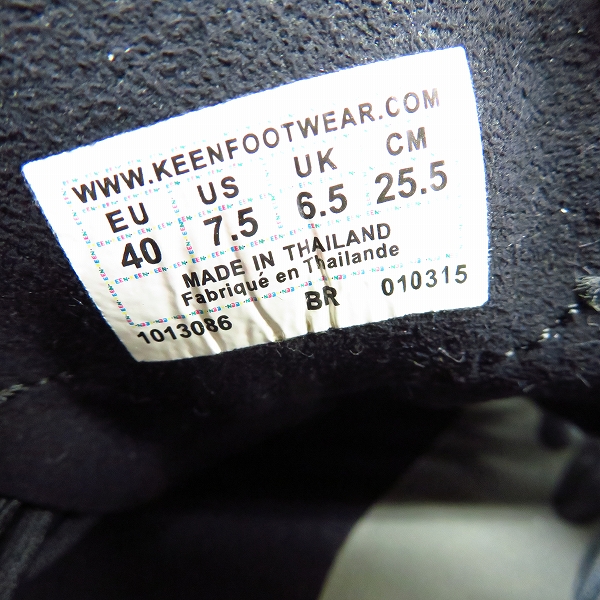 WWW.KEENFOOTWEAR.COM
EU US UK CM
40 7.5 6.5 25.5
MADE IN THAILAND
Fabriqué en Thaïlande
1013086 BR 010315